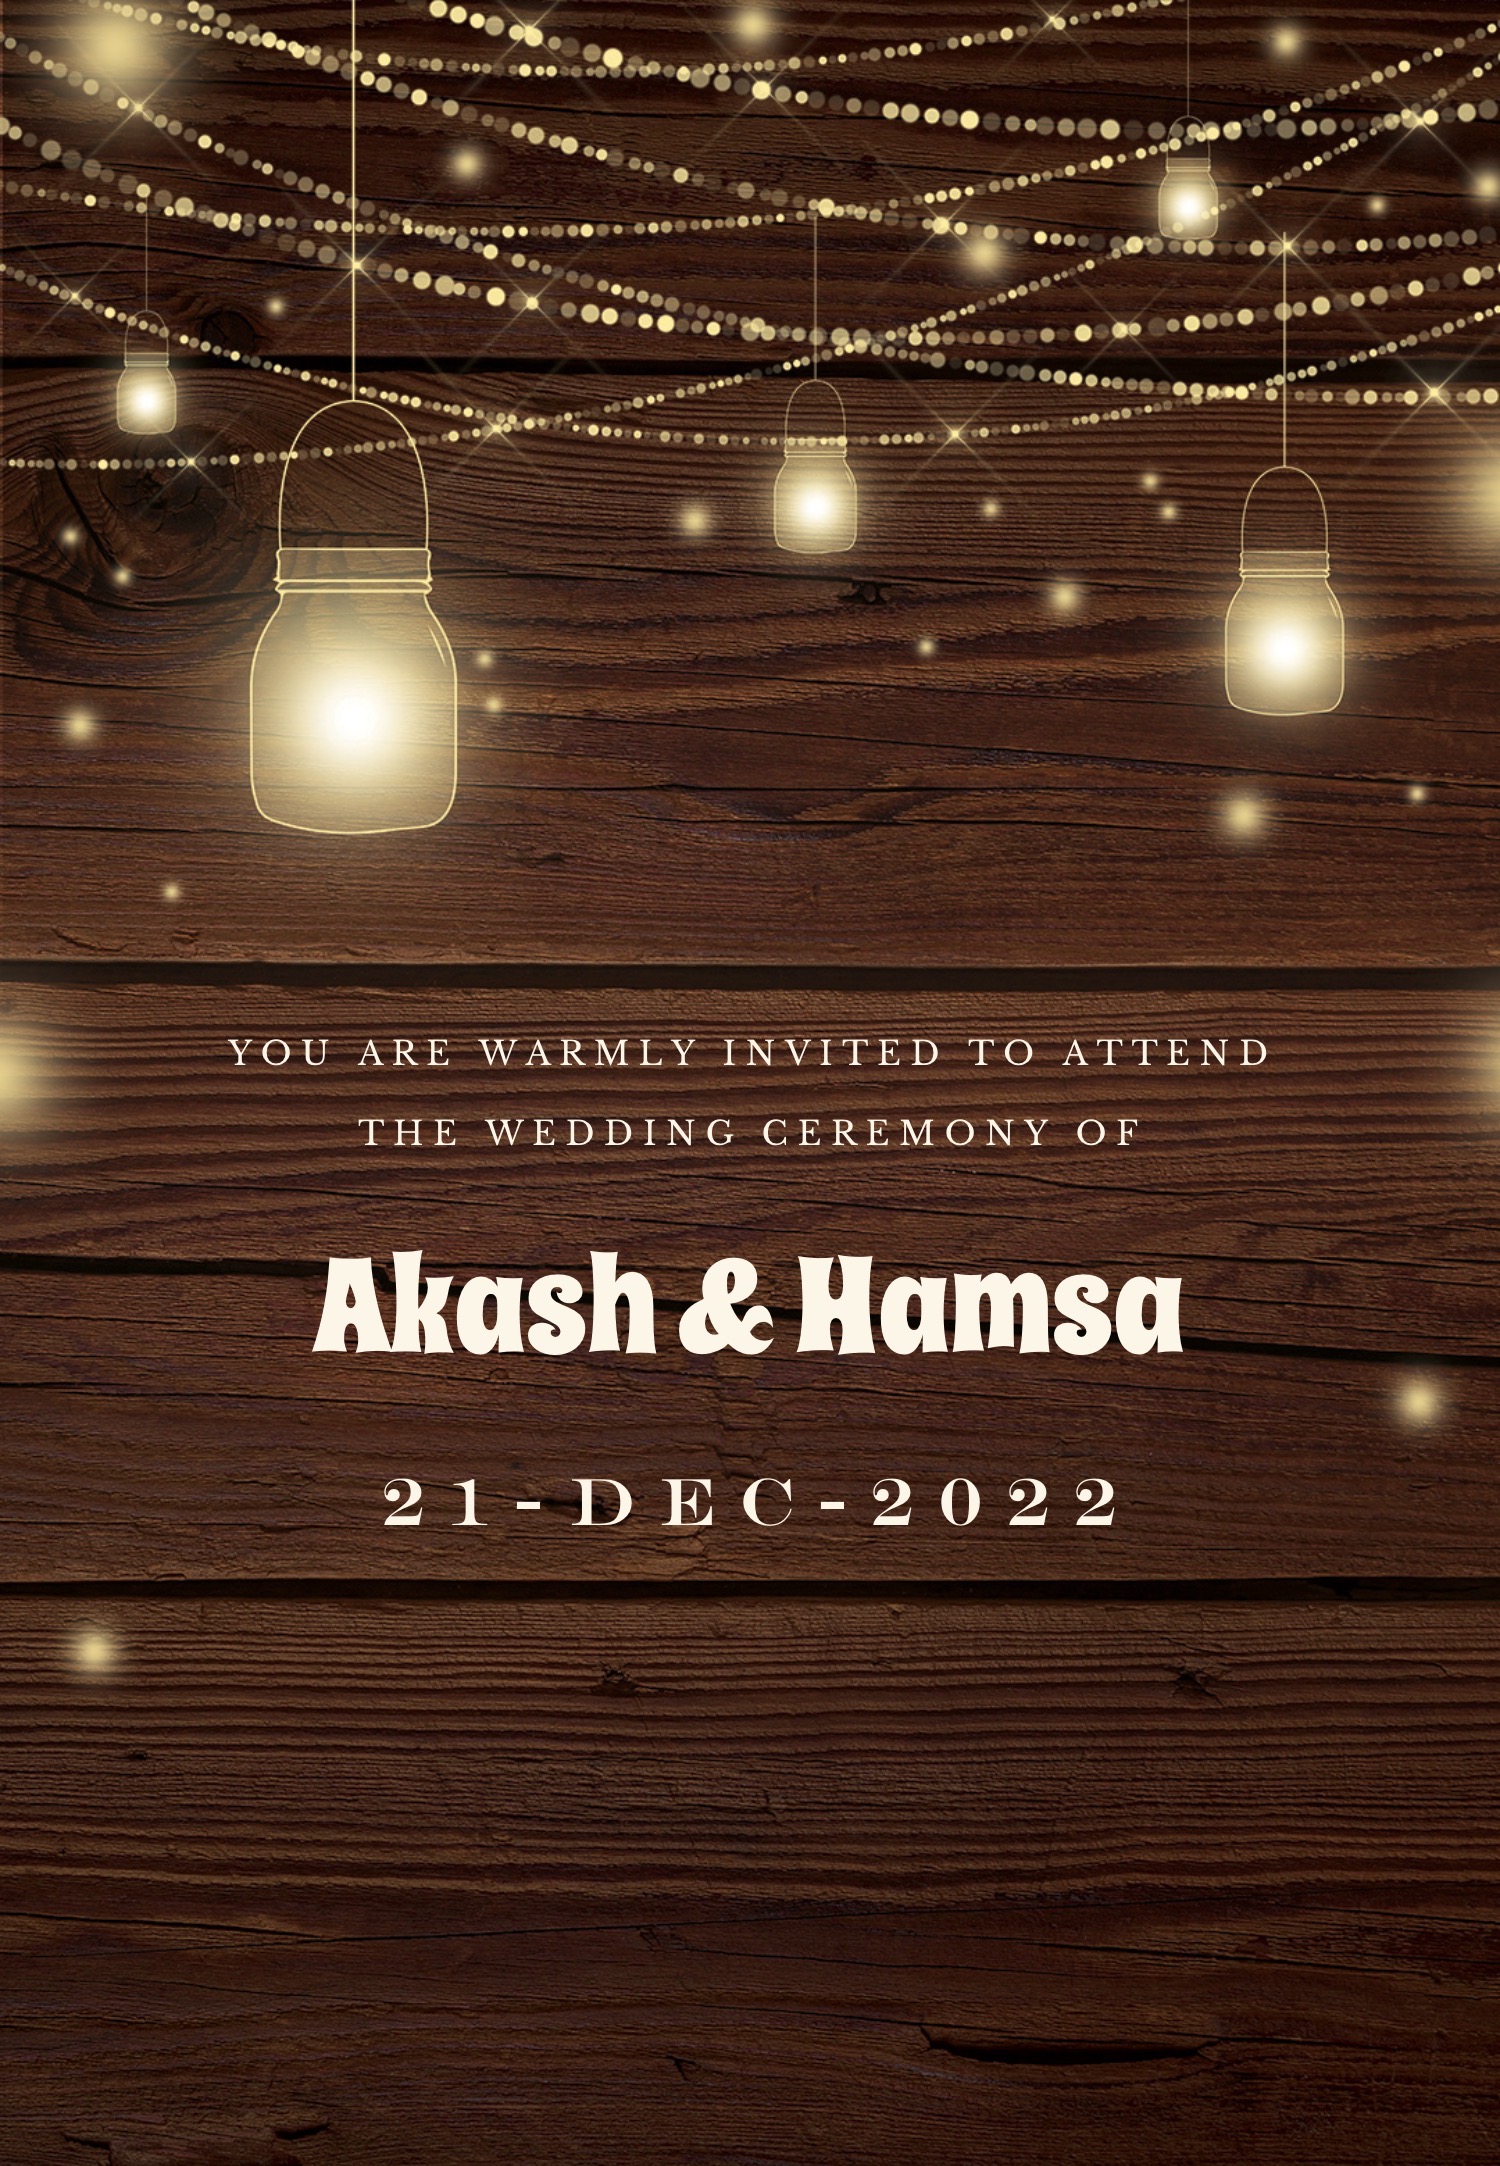 YOU ARE WARMLY INVITED TO ATTEND
THE WEDDING CEREMONY OF
Akash & Hamsa
21-DEC-2022